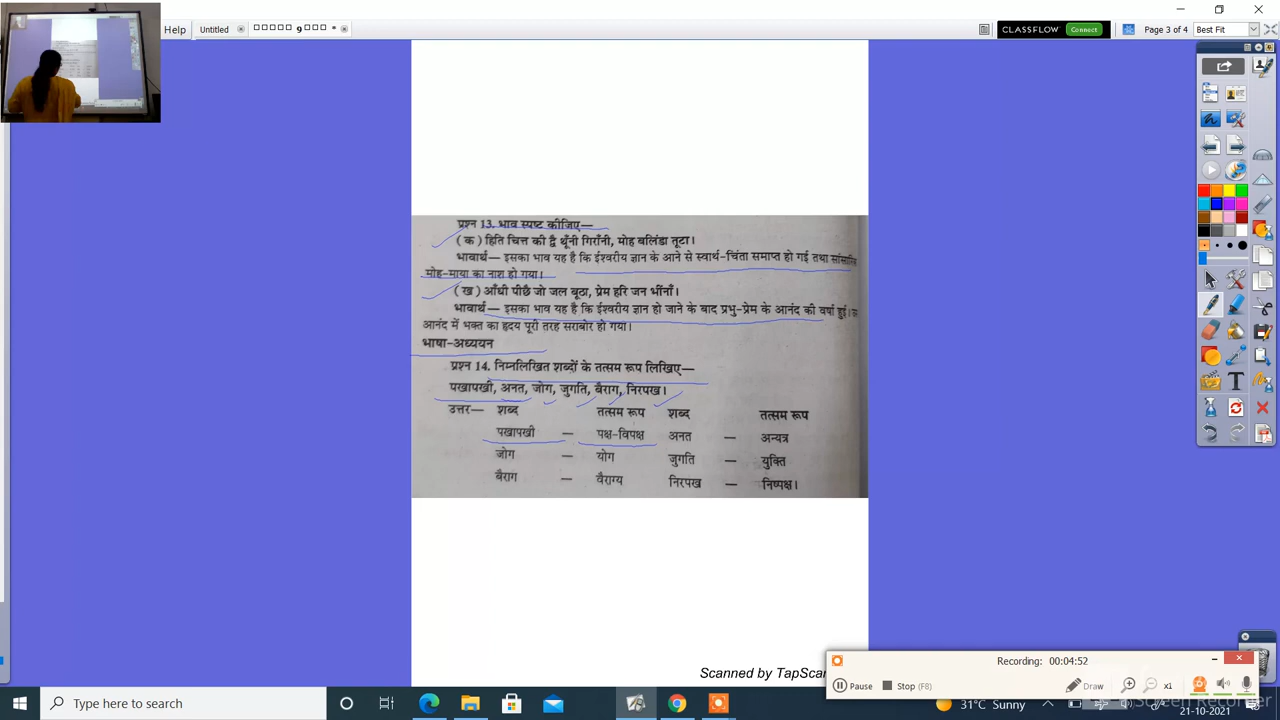 Help
Untitled
9
CLASSFLOW Connect
Page 3 of 4
Best Fit
प्रश्न 13. भाव स्पष्ट कीजिए—
(क) हिति चित्त की द्वै थूँनी गिराँनी, मोह बलिंडा तूटा।
भावार्थ— इसका भाव यह है कि ईश्वरीय ज्ञान के आने से स्वार्थ-चिंता समाप्त हो गई तथा
मोह-माया का नाश हो गया।
(ख) आँधी पीछै जो जल बूठा, प्रेम हरि जन भींनाँ।
भावार्थ— इसका भाव यह है कि ईश्वरीय ज्ञान हो जाने के बाद प्रभु-प्रेम के आनंद की वर्षा हुई।
आनंद में भक्त का हृदय पूरी तरह सराबोर हो गया।
भाषा-अध्ययन
प्रश्न 14. निम्नलिखित शब्दों के तत्सम रूप लिखिए—
पखापखी, अनत, जोग, जुगति, बैराग, निरपख।
उत्तर— शब्द तत्सम रूप शब्द तत्सम रूप
पखापखी — पक्ष-विपक्ष अनत — अन्यत्र
जोग — योग जुगति — युक्ति
बैराग — वैराग्य निरपख — निष्पक्ष।
Scanned by TapScan
Recording: 00:04:52
Pause Stop (F8) Draw x1
Screen Recorder
Type here to search
31°C Sunny
21-10-2021